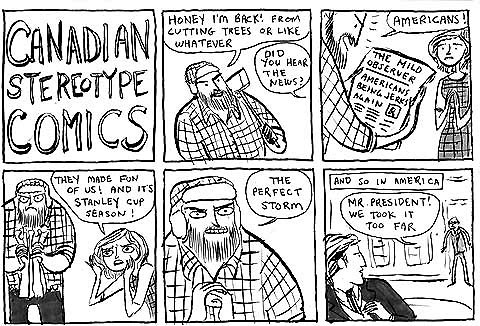 CANADIAN
STEREOTYPE
COMICS
HONEY I'M BACK! FROM
CUTTING TREES OR LIKE
WHATEVER
DID
YOU HEAR
THE
NEWS?
AMERICANS!
THE MILD
OBSERVER
AMERICANS
BEING JERKS
AGAIN
THEY MADE FUN
OF US! AND IT'S
STANLEY CUP
SEASON!
THE
PERFECT
STORM
AND SO IN AMERICA
MR. PRESIDENT!
WE TOOK IT
TOO FAR